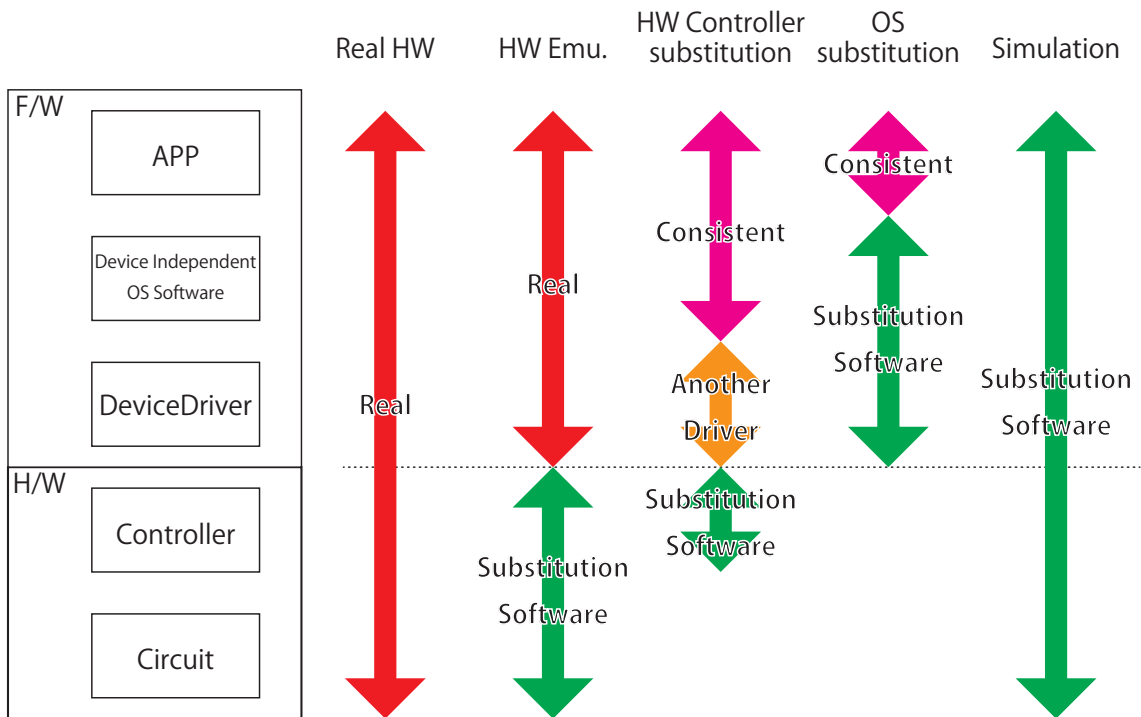 Real HW
HW Emu.
HW Controller
substitution
OS
substitution
Simulation
F/W
APP
Device Independent
OS Software
DeviceDriver
H/W
Controller
Circuit
Real
Real
Substitution
Software
Consistent
Another
Driver
Substitution
Software
Consistent
Substitution
Software
Substitution
Software